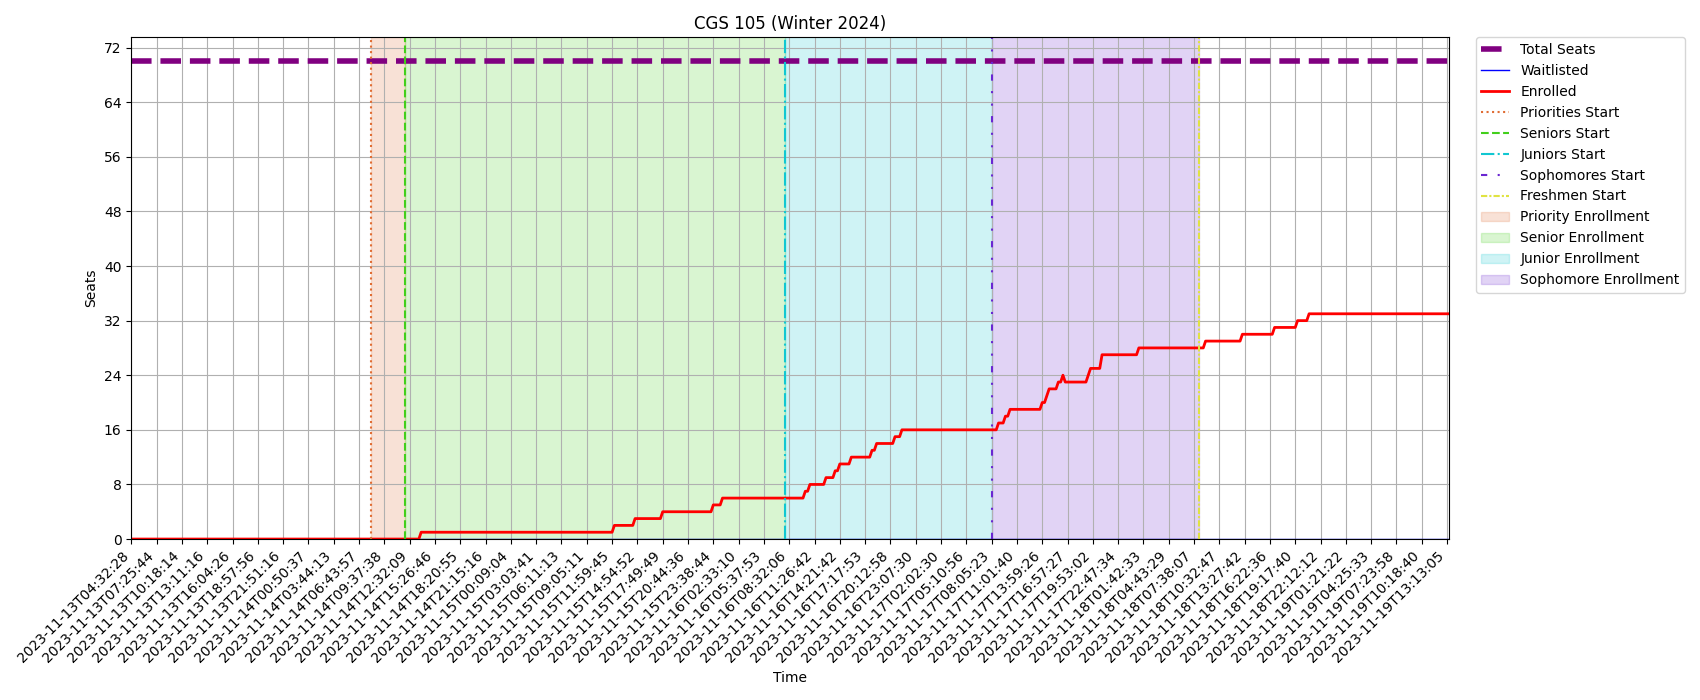 CGS 105 (Winter 2024)
72
64
56
48
40
32
24
16
8
0
Seats
2023-11-13T04:32:28
2023-11-13T07:25:44
2023-11-13T10:18:14
2023-11-13T13:11:16
2023-11-13T16:04:26
2023-11-13T18:57:56
2023-11-13T21:51:16
2023-11-14T00:50:37
2023-11-14T03:44:13
2023-11-14T06:43:57
2023-11-14T09:37:38
2023-11-14T12:32:09
2023-11-14T15:26:46
2023-11-14T18:20:55
2023-11-14T21:15:16
2023-11-15T00:09:04
2023-11-15T03:03:41
2023-11-15T06:11:13
2023-11-15T09:05:11
2023-11-15T11:59:45
2023-11-15T14:54:52
2023-11-15T17:49:49
2023-11-15T20:44:36
2023-11-15T23:38:44
2023-11-16T02:33:10
2023-11-16T05:37:53
2023-11-16T08:32:06
2023-11-16T11:26:42
2023-11-16T14:21:42
2023-11-16T17:17:53
2023-11-16T20:12:58
2023-11-16T23:07:30
2023-11-17T02:02:30
2023-11-17T05:10:56
2023-11-17T08:05:23
2023-11-17T11:01:40
2023-11-17T13:59:26
2023-11-17T16:57:27
2023-11-17T19:53:02
2023-11-17T22:47:34
2023-11-18T01:42:33
2023-11-18T04:43:29
2023-11-18T07:38:07
2023-11-18T10:32:47
2023-11-18T13:27:42
2023-11-18T16:22:36
2023-11-18T19:17:40
2023-11-18T22:12:12
2023-11-19T01:21:22
2023-11-19T04:25:33
2023-11-19T07:23:58
2023-11-19T10:18:40
2023-11-19T13:13:05
Time
Total Seats
Waitlisted
Enrolled
Priorities Start
Seniors Start
Juniors Start
Sophomores Start
Freshmen Start
Priority Enrollment
Senior Enrollment
Junior Enrollment
Sophomore Enrollment